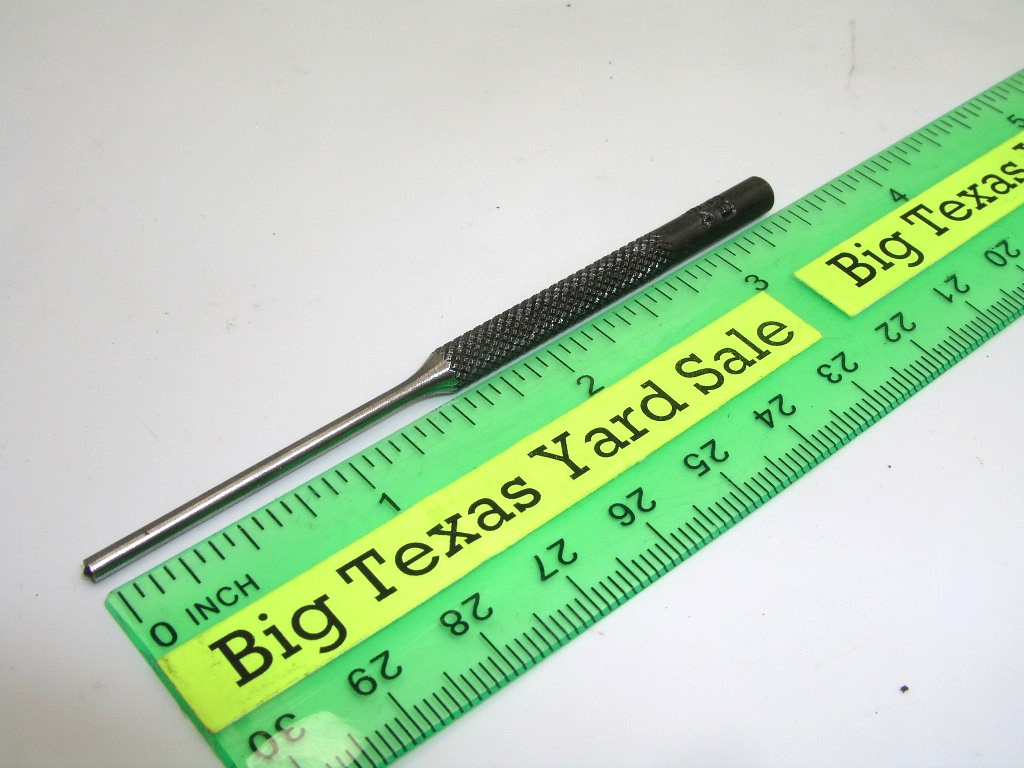 0 INCH 1 2 3 4 5
Big Texas Yard Sale
Big Texas
30 29 28 27 26 25 24 23 22 21 20